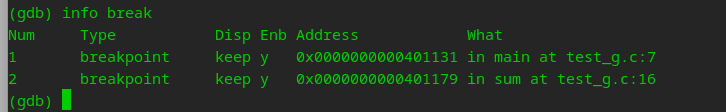 (gdb) info break
Num     Type           Disp Enb Address            What
1       breakpoint     keep y   0x0000000000401131 in main at test_g.c:7
2       breakpoint     keep y   0x0000000000401179 in sum at test_g.c:16
(gdb)